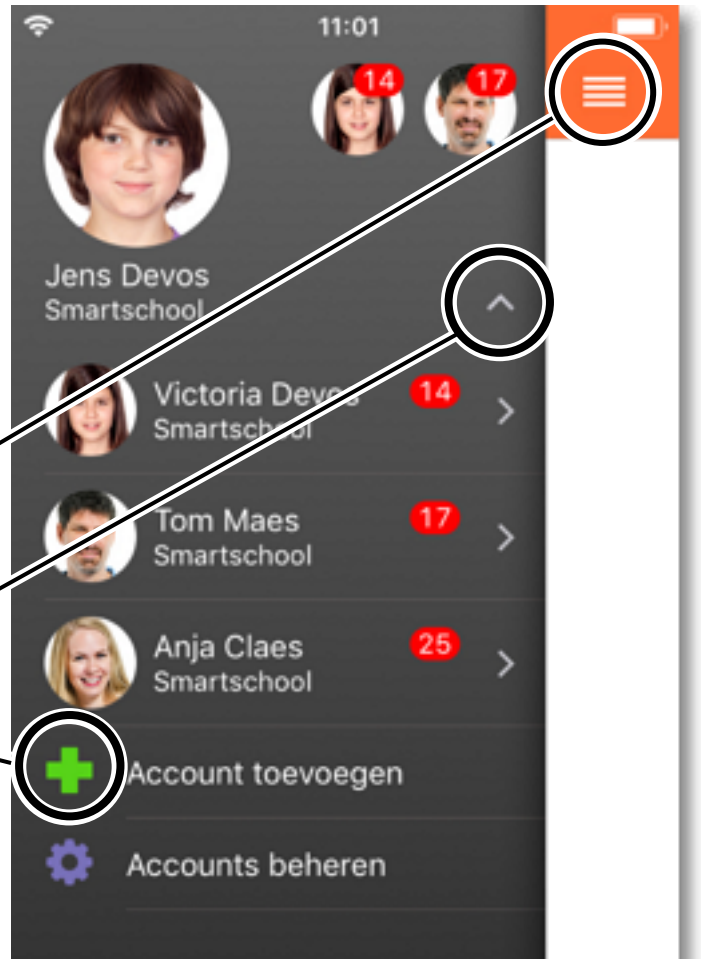 11:01
14
17
Jens Devos
Smartschool
Victoria Devos
14
Smartschool
Tom Maes
17
Smartschool
Anja Claes
25
Smartschool
Account toevoegen
Accounts beheren